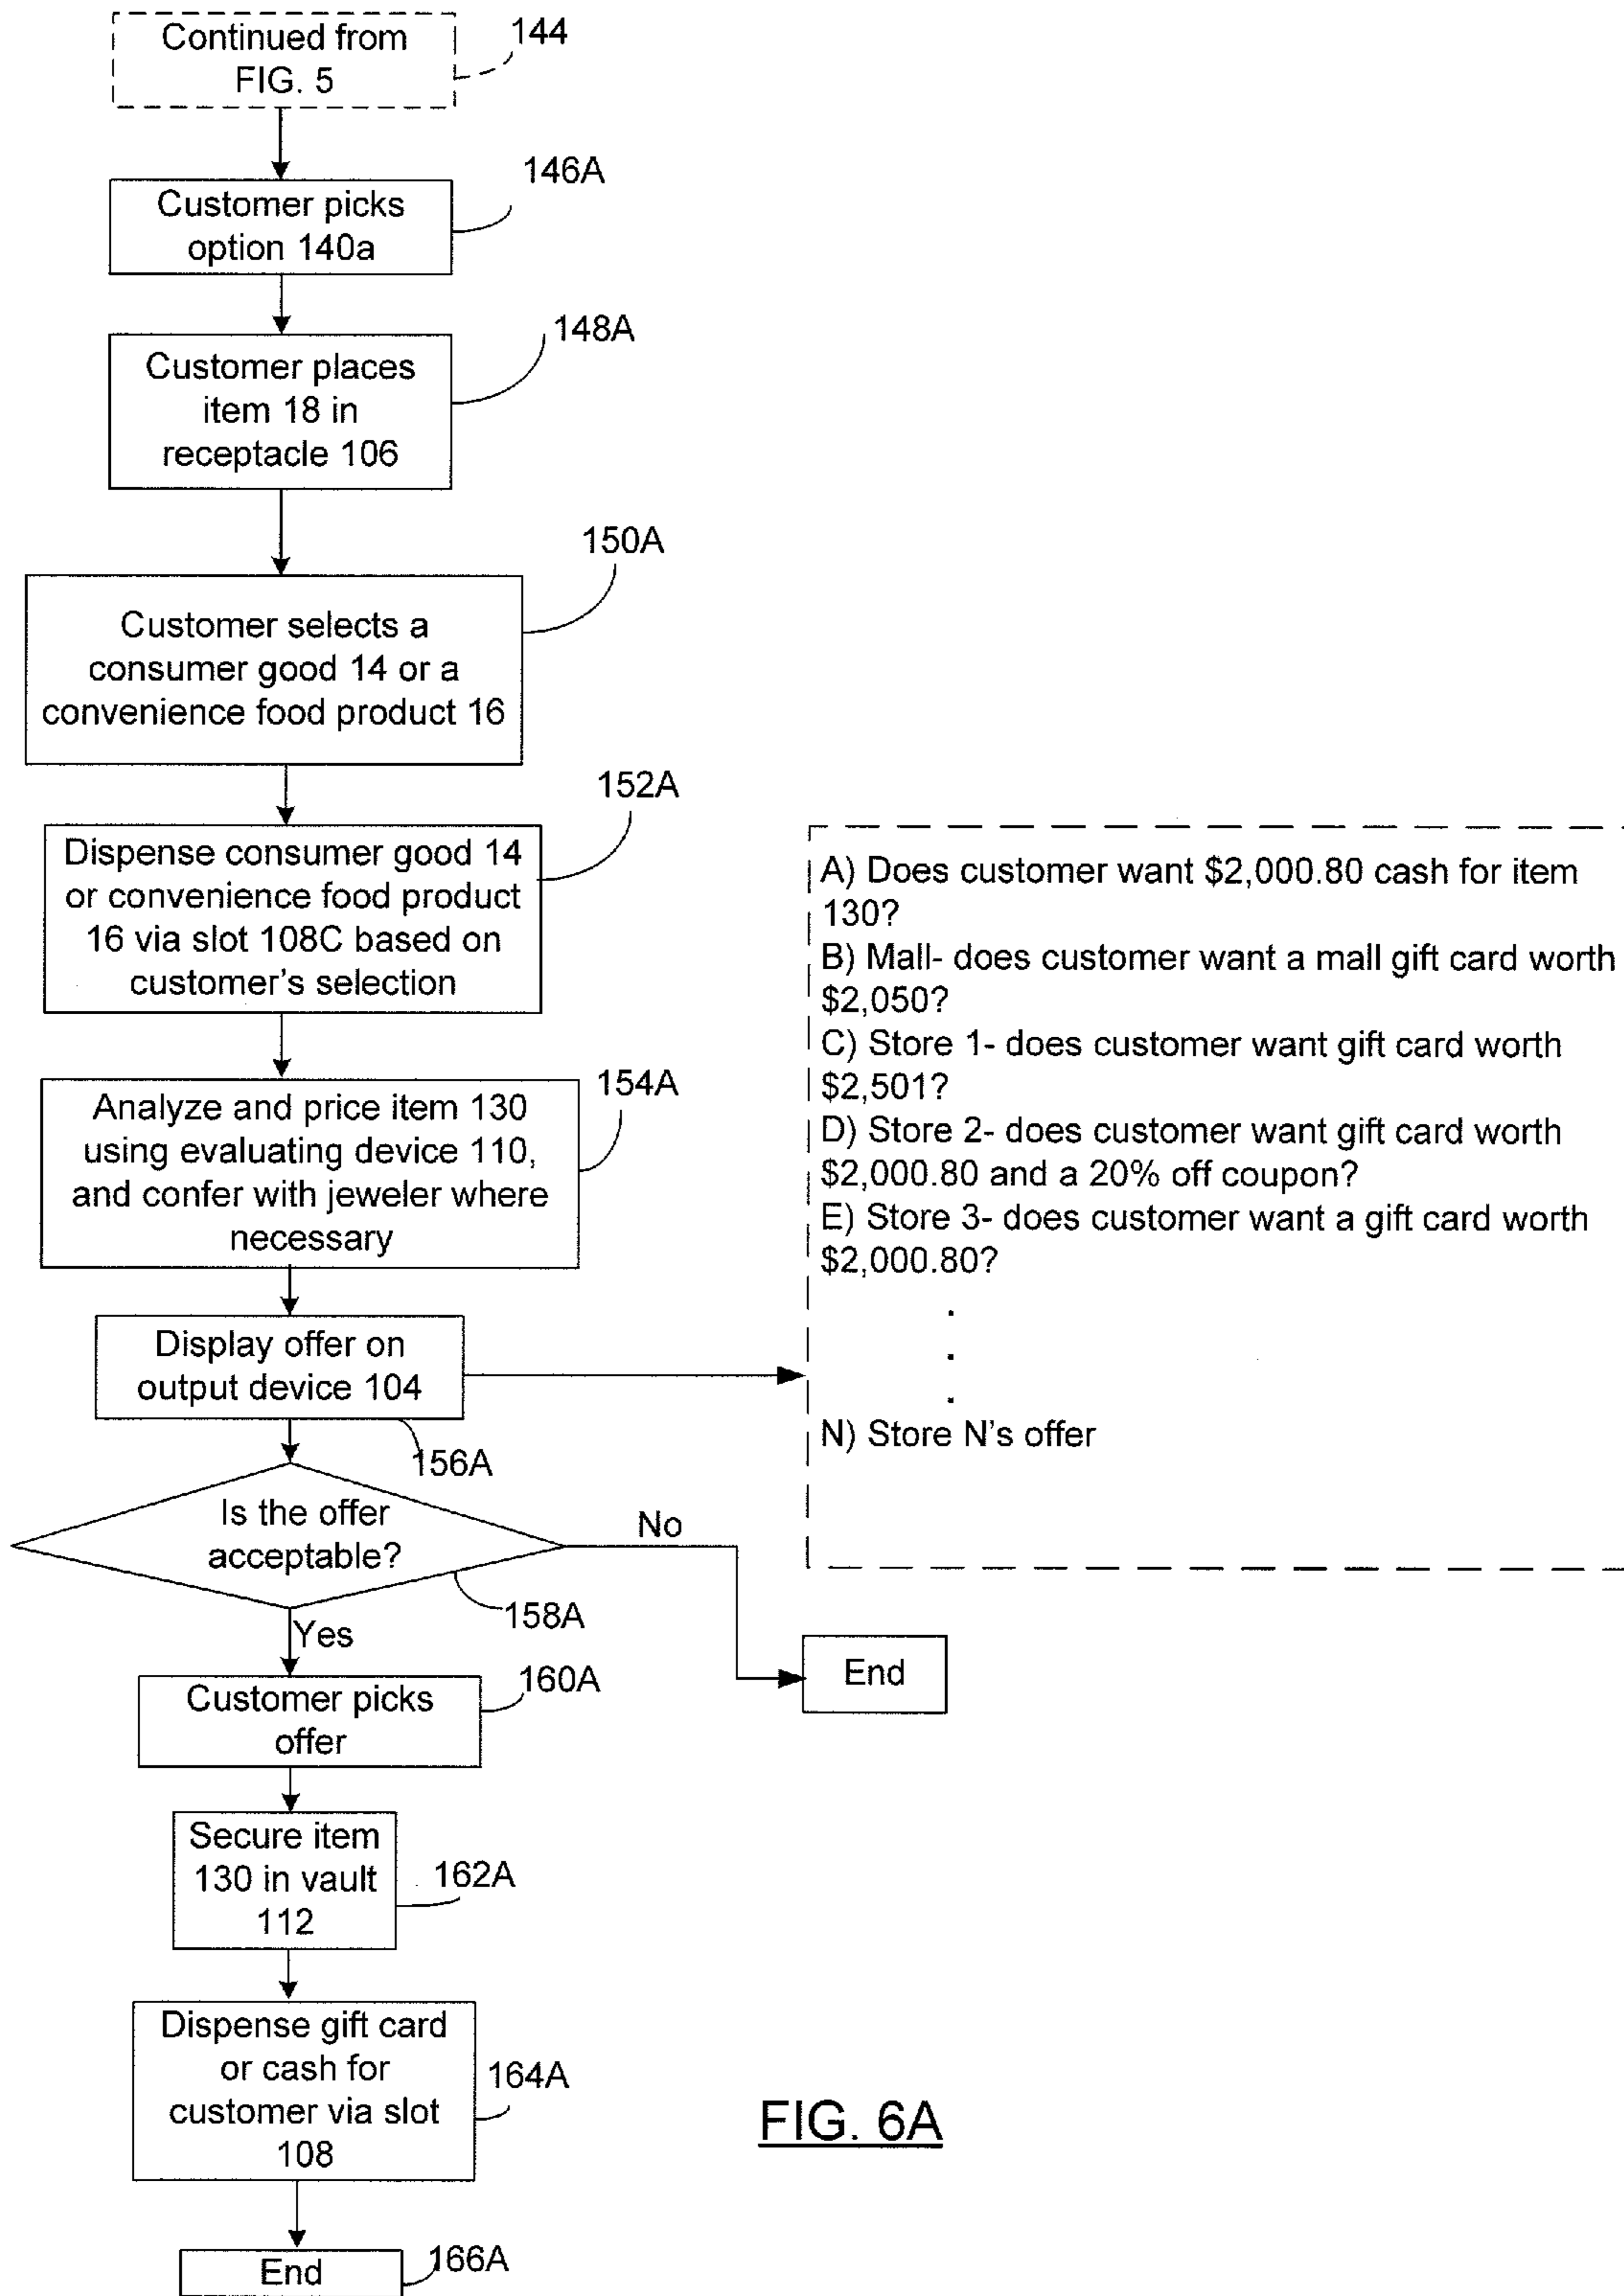 Continued from
FIG. 5
144
146A
Customer picks
option 140a
148A
Customer places
item 18 in
receptacle 106
150A
Customer selects a
consumer good 14 or a
convenience food product 16
152A
Dispense consumer good 14
or convenience food product
16 via slot 108C based on
customer's selection
154A
Analyze and price item 130
using evaluating device 110,
and confer with jeweler where
necessary
Display offer on
output device 104
156A
A) Does customer want $2,000.80 cash for item
130?
B) Mall- does customer want a mall gift card worth
$2,050?
C) Store 1- does customer want gift card worth
$2,501?
D) Store 2- does customer want gift card worth
$2,000.80 and a 20% off coupon?
E) Store 3- does customer want a gift card worth
$2,000.80?
.
.
.
N) Store N's offer
Is the offer
acceptable?
No
158A
Yes
End
160A
Customer picks
offer
Secure item
130 in vault
112
162A
Dispense gift card
or cash for
customer via slot
108
164A
End
166A
FIG. 6A